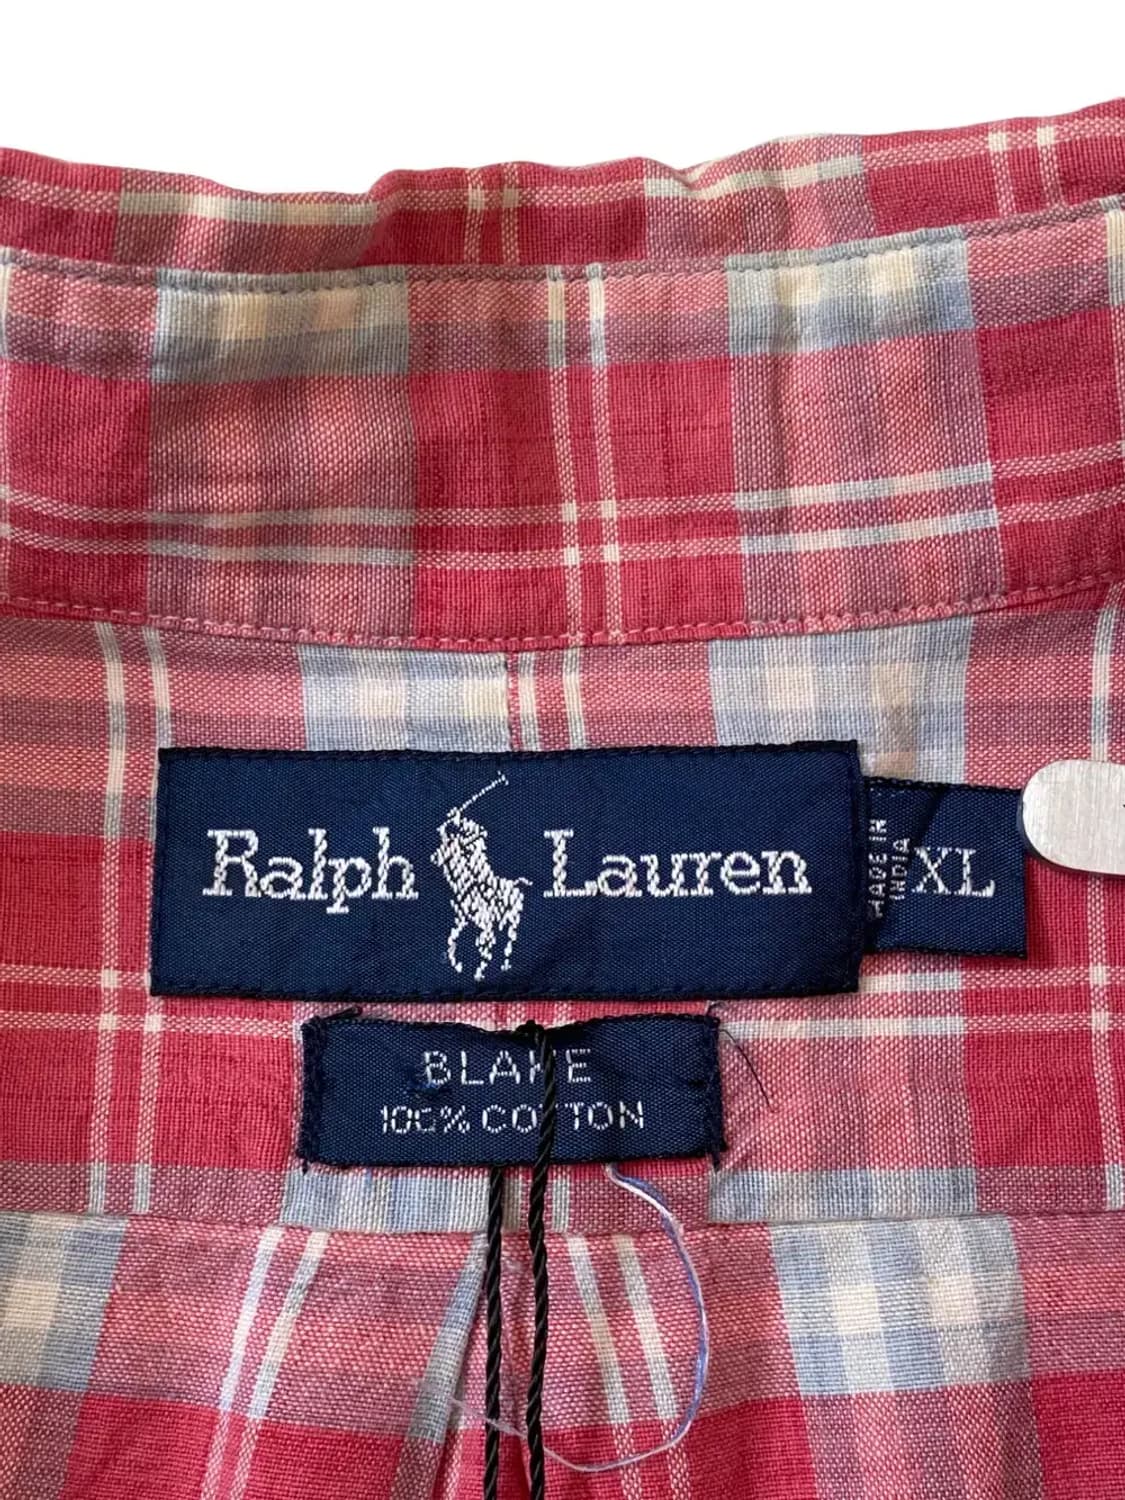 Ralph Lauren
MADE IN
INDIA
XL
BLAKE
100% COTTON